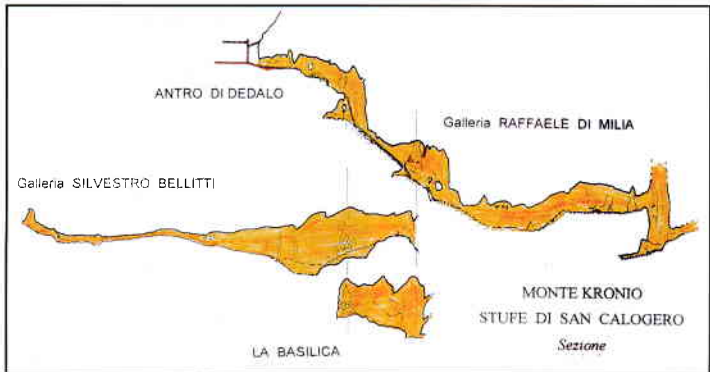 ANTRO DI DEDALO
Galleria RAFFAELE DI MILIA
Galleria SILVESTRO BELLITTI
MONTE KRONIO
STUFE DI SAN CALOGERO
Sezione
LA BASILICA